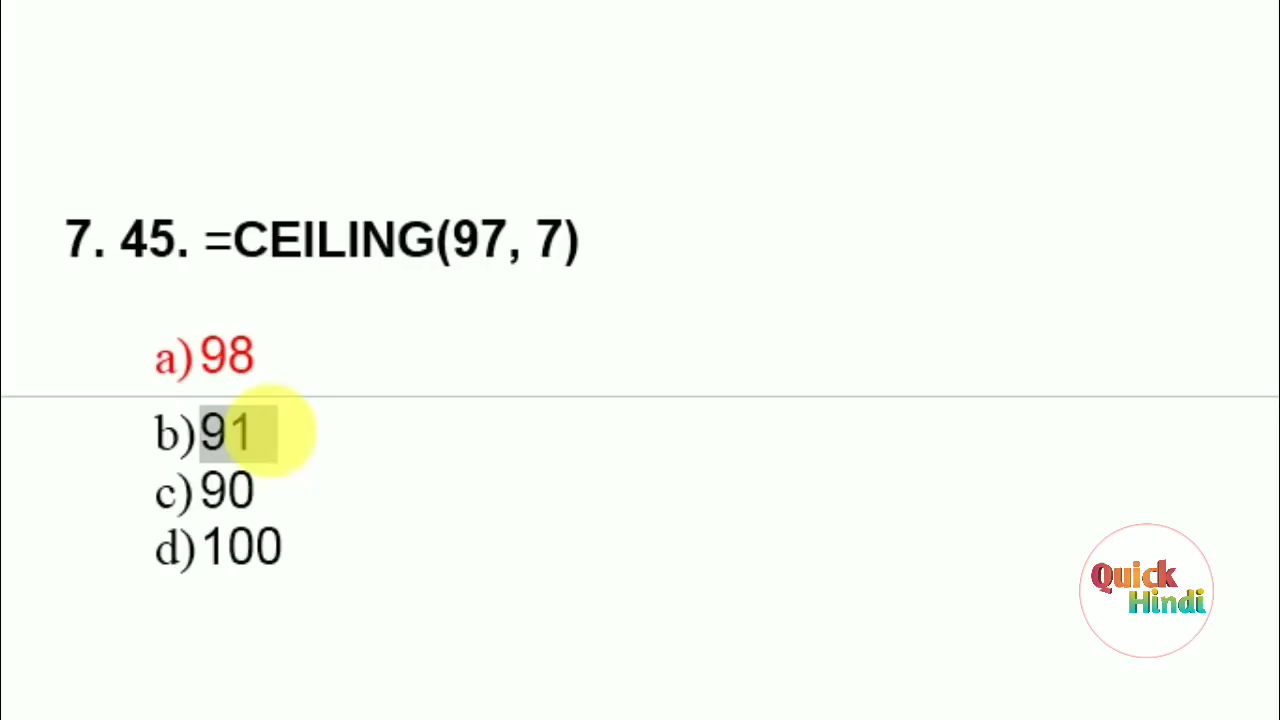 7. 45. =CEILING(97, 7)
a) 98
b) 91
c) 90
d) 100
Quick
Hindi